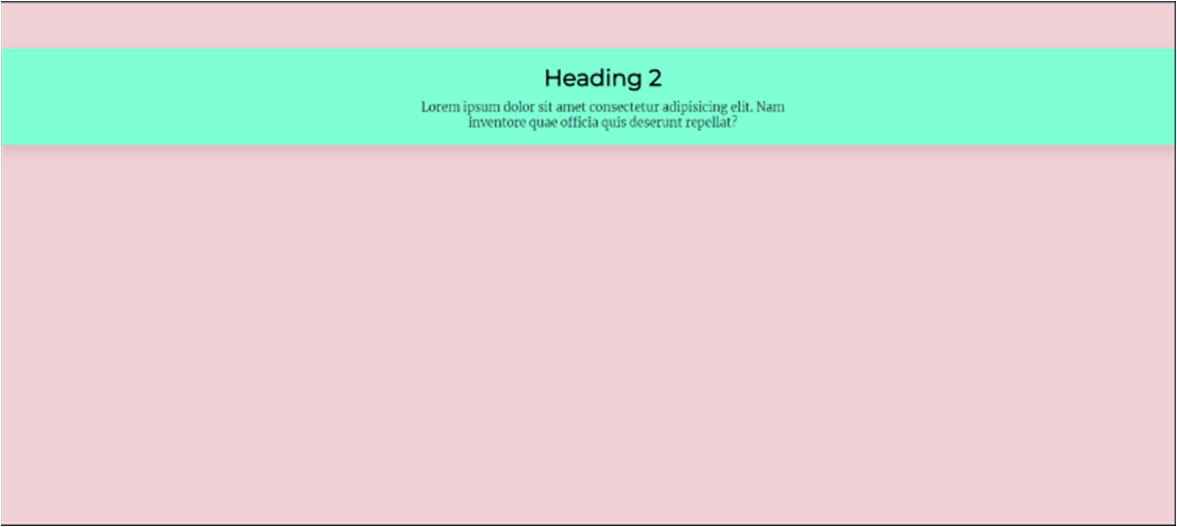 Heading 2
Lorem ipsum dolor sit amet consectetur adipisicing elit. Nam
inventore quae officia quis deserunt repellat?